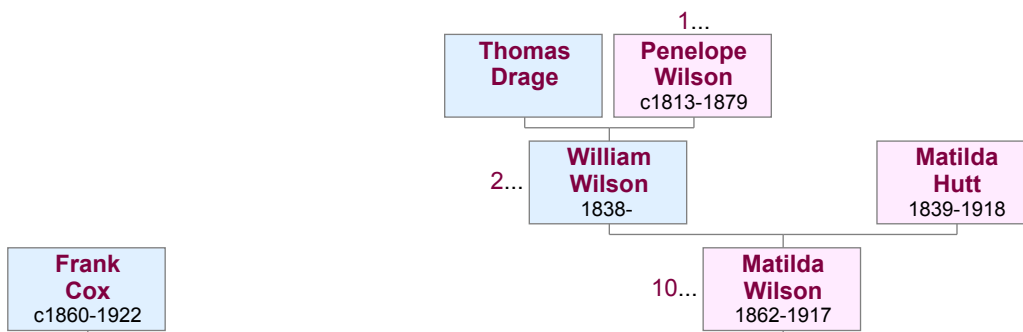 1...
Thomas
Drage
Penelope
Wilson
c1813-1879
2...
William
Wilson
1838-
Matilda
Hutt
1839-1918
Frank
Cox
c1860-1922
10...
Matilda
Wilson
1862-1917